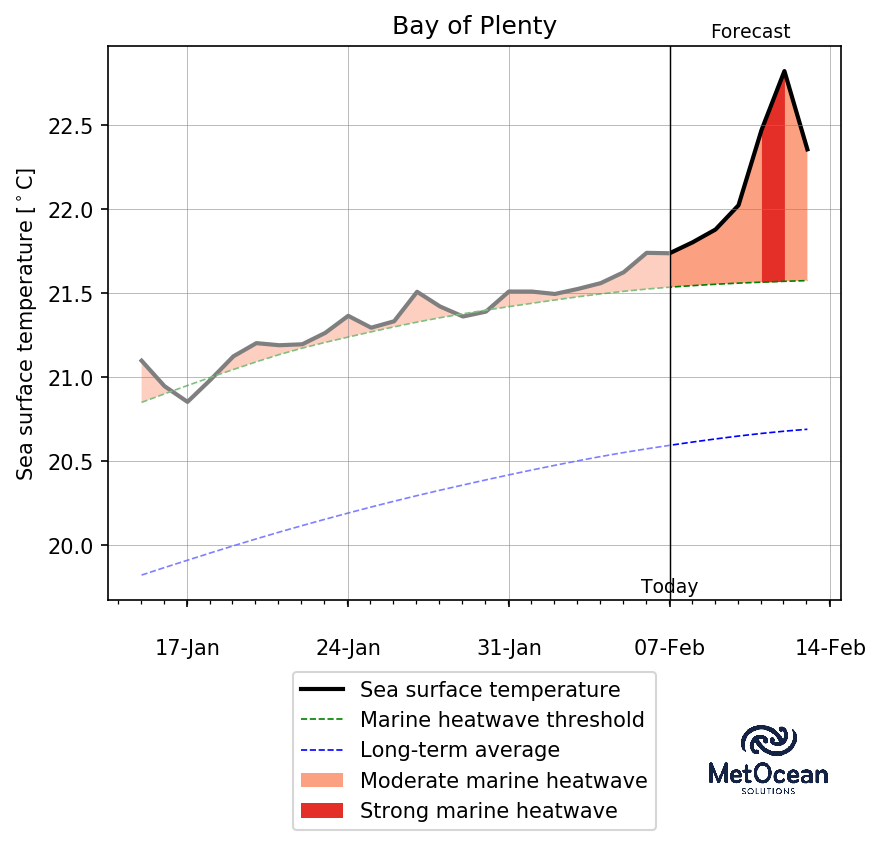 Bay of Plenty
Forecast
Sea surface temperature [°C]
22.5
22.0
21.5
21.0
20.5
20.0
Today
17-Jan 24-Jan 31-Jan 07-Feb 14-Feb
Sea surface temperature
Marine heatwave threshold
Long-term average
Moderate marine heatwave
Strong marine heatwave
MetOcean
SOLUTIONS